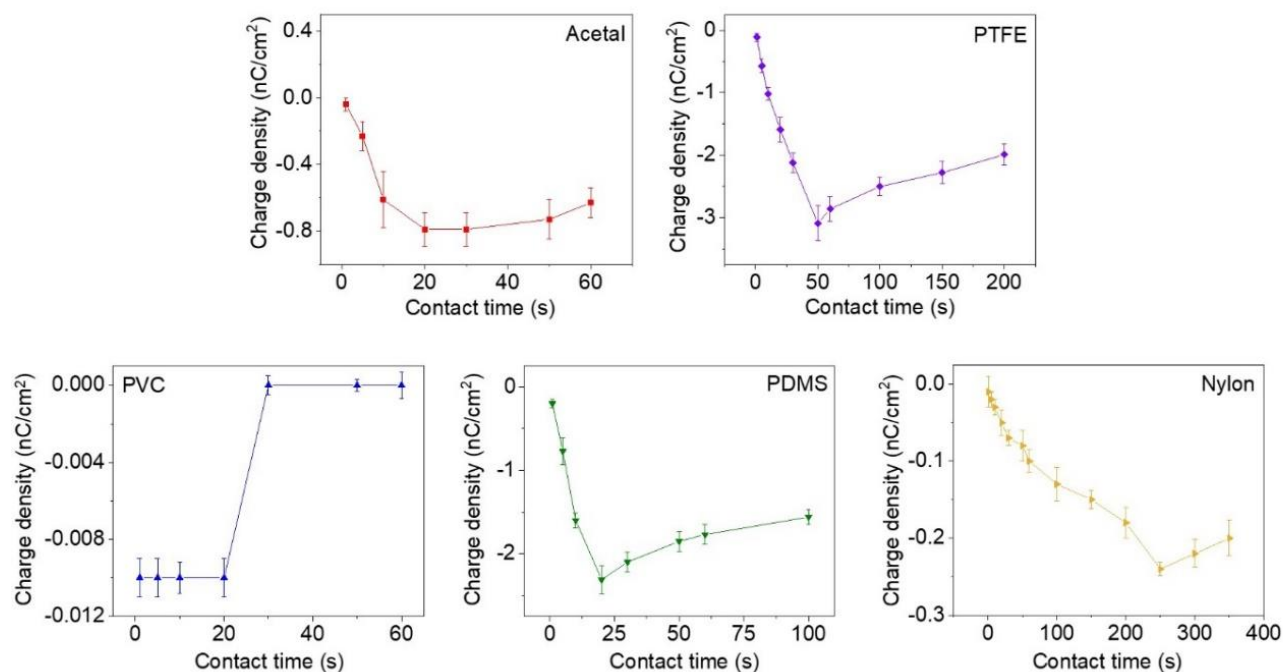 Acetal
Charge density (nC/cm²)
0.4
0.0
-0.4
-0.8
0 20 40 60
Contact time (s)
PTFE
Charge density (nC/cm²)
0
-1
-2
-3
0 50 100 150 200
Contact time (s)
PVC
Charge density (nC/cm²)
0.000
-0.004
-0.008
-0.012
0 20 40 60
Contact time (s)
PDMS
Charge density (nC/cm²)
0
-1
-2
0 25 50 75 100
Contact time (s)
Nylon
Charge density (nC/cm²)
0.0
-0.1
-0.2
-0.3
0 100 200 300 400
Contact time (s)